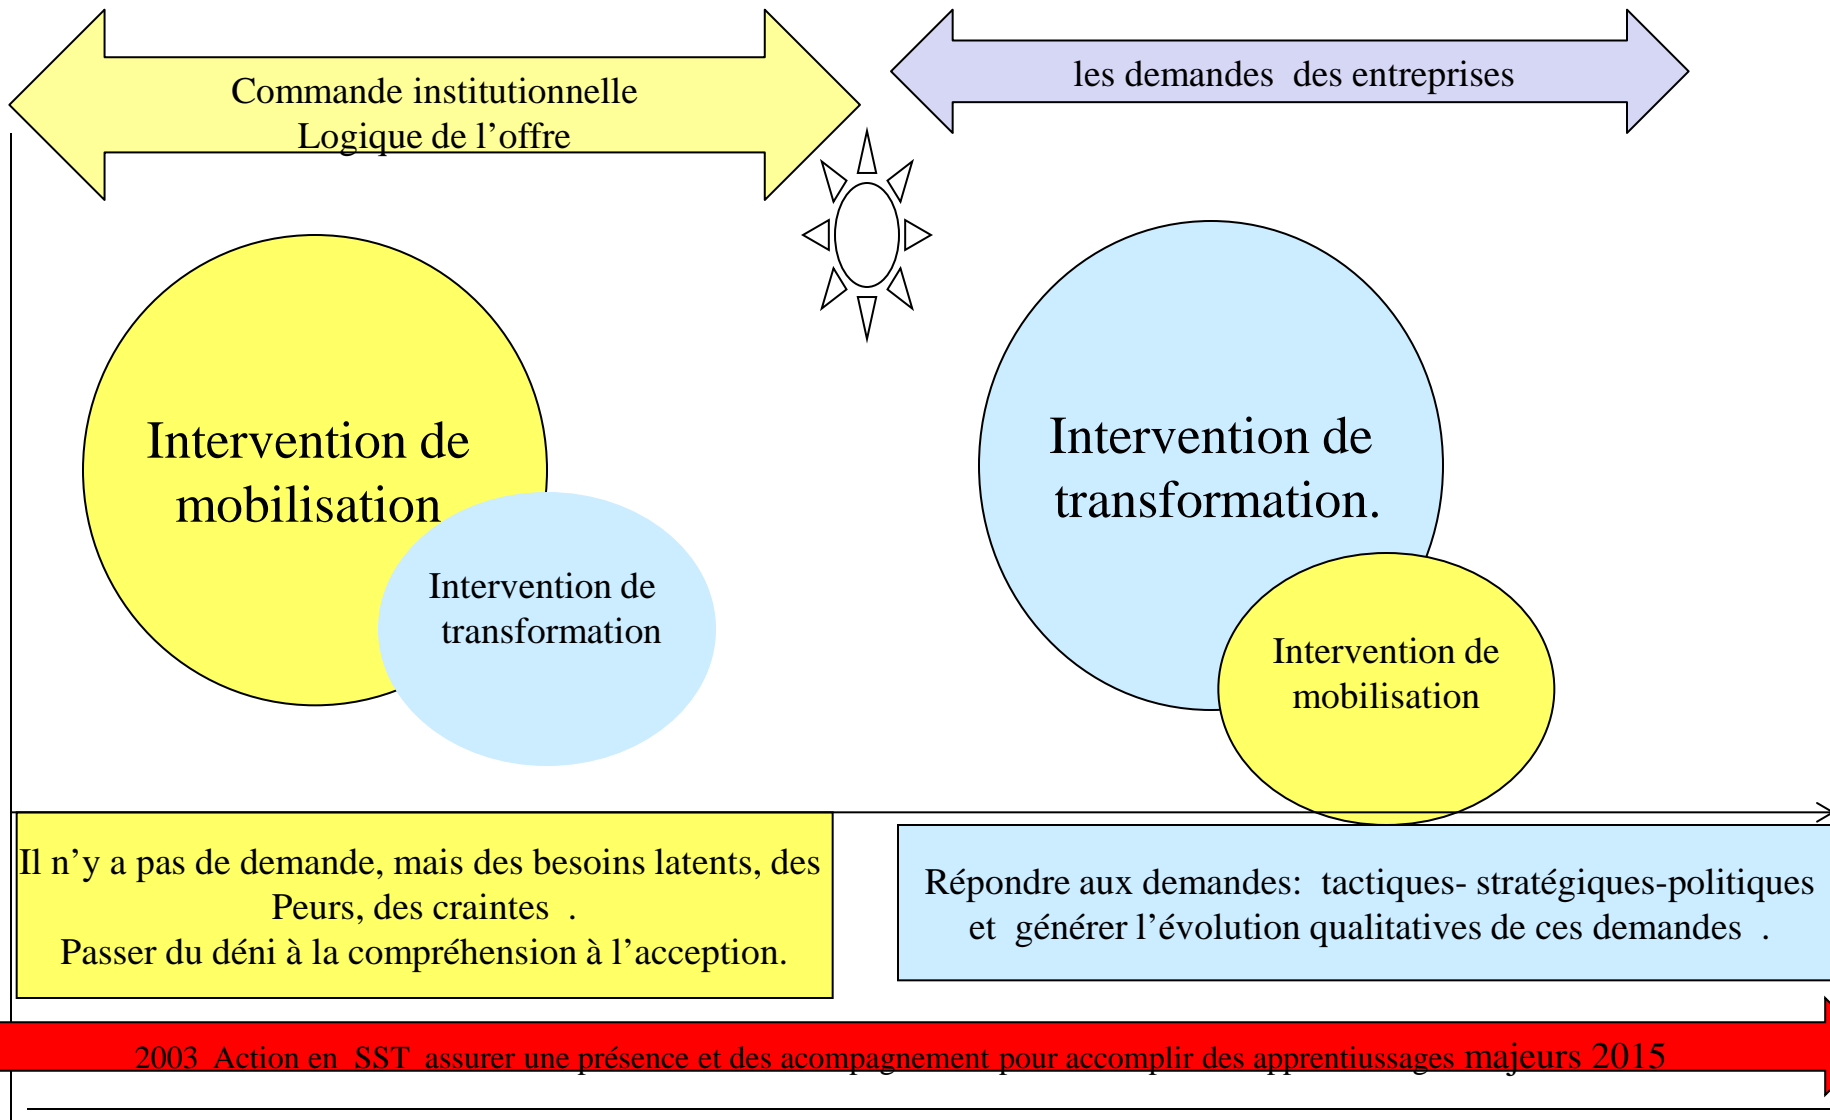 Commande institutionnelle
Logique de l’offre
les demandes des entreprises
Intervention de
mobilisation
Intervention de
transformation
Intervention de
transformation.
Intervention de
mobilisation
Il n’y a pas de demande, mais des besoins latents, des
Peurs, des craintes .
Passer du déni à la compréhension à l’acception.
Répondre aux demandes: tactiques- stratégiques-politiques
et générer l’évolution qualitatives de ces demandes .
2003 Action en SST assurer une présence et des acompagnement pour accomplir des apprentiussages majeurs 2015